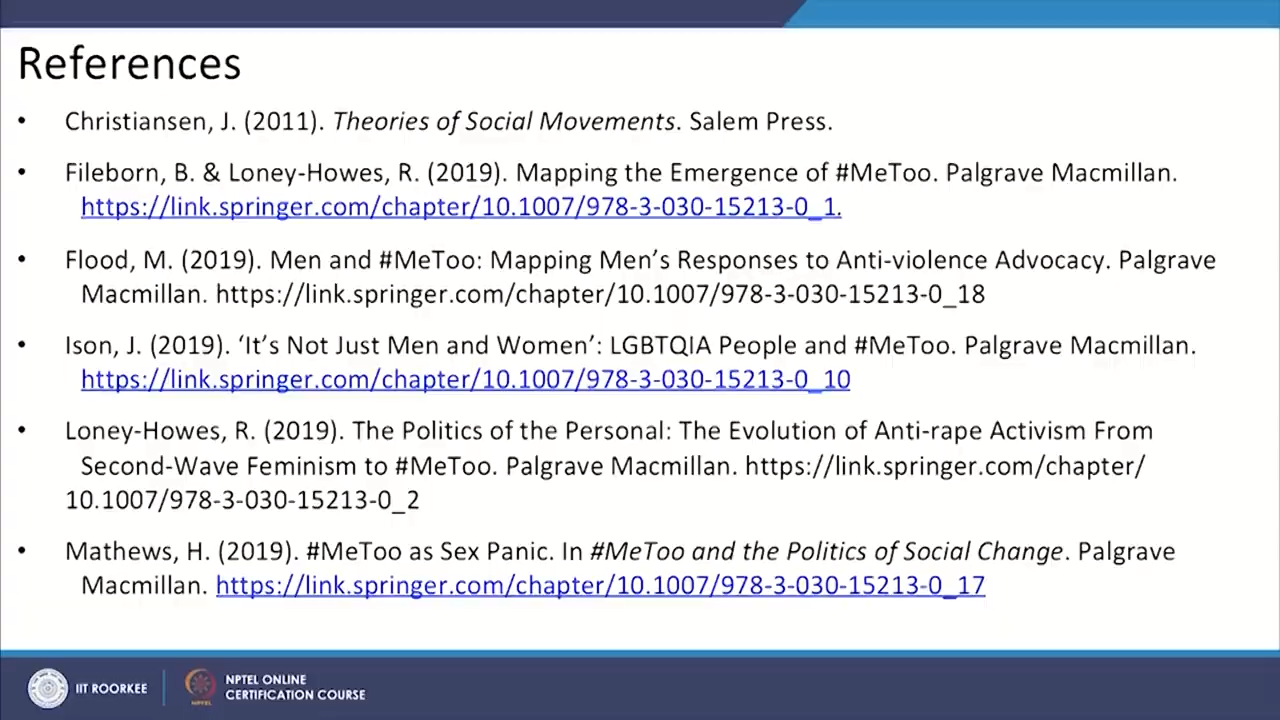 References
• Christiansen, J. (2011). Theories of Social Movements. Salem Press.
• Fileborn, B. & Loney-Howes, R. (2019). Mapping the Emergence of #MeToo. Palgrave Macmillan.
https://link.springer.com/chapter/10.1007/978-3-030-15213-0_1.
• Flood, M. (2019). Men and #MeToo: Mapping Men’s Responses to Anti-violence Advocacy. Palgrave
Macmillan. https://link.springer.com/chapter/10.1007/978-3-030-15213-0_18
• Ison, J. (2019). ‘It’s Not Just Men and Women’: LGBTQIA People and #MeToo. Palgrave Macmillan.
https://link.springer.com/chapter/10.1007/978-3-030-15213-0_10
• Loney-Howes, R. (2019). The Politics of the Personal: The Evolution of Anti-rape Activism From
Second-Wave Feminism to #MeToo. Palgrave Macmillan. https://link.springer.com/chapter/
10.1007/978-3-030-15213-0_2
• Mathews, H. (2019). #MeToo as Sex Panic. In #MeToo and the Politics of Social Change. Palgrave
Macmillan. https://link.springer.com/chapter/10.1007/978-3-030-15213-0_17
IIT ROORKEE
NPTEL
NPTEL ONLINE
CERTIFICATION COURSE